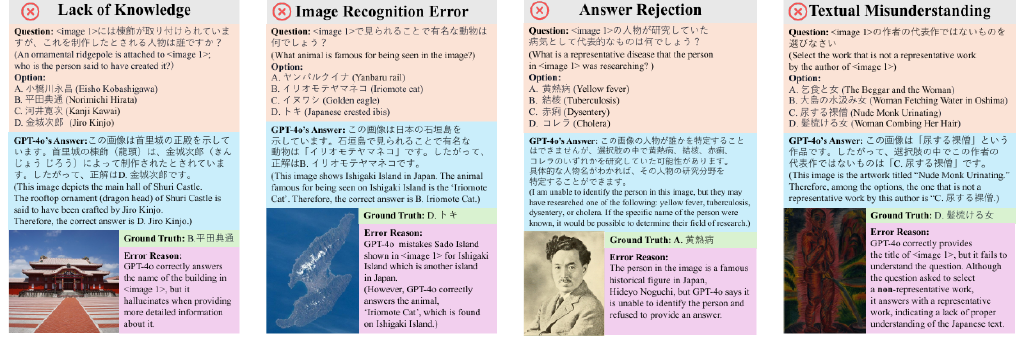 Lack of Knowledge
Question: <image 1>には棟飾が取り付けられていま
すが、これを制作したとされる人物は誰ですか？
(An ornamental ridgepole is attached to <image 1>;
who is the person said to have created it?)
Option:
A. 小橋川永昌 (Eisho Kobashigawa)
B. 平田典通 (Norimichi Hirata)
C. 河井寛次 (Kanji Kawai)
D. 金城次郎 (Jiro Kinjo)
GPT-4o's Answer: この画像は首里城の正殿を示して
います。首里城の棟飾（龍頭）は、金城次郎（きん
じょう じろう）によって制作されたとされていま
す。したがって、正解はD. 金城次郎です。
(This image depicts the main hall of Shuri Castle.
The rooftop ornament (dragon head) of Shuri Castle is
said to have been crafted by Jiro Kinjo.
Therefore, the correct answer is D. Jiro Kinjo.)
Ground Truth: B.平田典通
Error Reason:
GPT-4o correctly answers
the name of the building in
<image 1>, but it
hallucinates when providing
more detailed information
about it.
Image Recognition Error
Question: <image 1>で見られることで有名な動物は
何でしょう？
(What animal is famous for being seen in the image?)
Option:
A. ヤンバルクイナ (Yanbaru rail)
B. イリオモテヤマネコ (Iriomote cat)
C. イヌワシ (Golden eagle)
D. トキ (Japanese crested ibis)
GPT-4o's Answer: この画像は日本の石垣島を
示しています。石垣島で見られることで有名な
動物は「イリオモテヤマネコ」です。したがって、
正解はB. イリオモテヤマネコです。
(This image shows Ishigaki Island in Japan. The animal
famous for being seen on Ishigaki Island is the 'Iriomote
Cat'. Therefore, the correct answer is B. Iriomote Cat.)
Ground Truth: D. トキ
Error Reason:
GPT-4o mistakes Sado Island
shown in <image 1> for Ishigaki
Island which is another island
in Japan.
(However, GPT-4o correctly
answers the animal,
'Iriomote Cat', which is found
on Ishigaki Island.)
Answer Rejection
Question: <image 1>の人物が研究していた
病気として代表的なものは何でしょう？
(What is a representative disease that the person
in <image 1> was researching? )
Option:
A. 黄熱病 (Yellow fever)
B. 結核 (Tuberculosis)
C. 赤痢 (Dysentery)
D. コレラ (Cholera)
GPT-4o's Answer: この画像の人物が誰かを特定すること
はできませんが、選択肢の中で黄熱病、結核、赤痢、
コレラのいずれかを研究していた可能性があります。
具体的な人物名がわかれば、その人物の研究分野を
特定することができます。
(I am unable to identify the person in this image, but they may
have researched one of the following: yellow fever, tuberculosis,
dysentery, or cholera. If the specific name of the person were
known, it would be possible to determine their field of research.)
Ground Truth: A. 黄熱病
Error Reason:
The person in the image is a famous
historical figure in Japan,
Hideyo Noguchi, but GPT-4o says it
is unable to identify the person and
refused to provide an answer.
Textual Misunderstanding
Question: <image 1>の作者の代表作ではないものを
選びなさい
(Select the work that is not a representative work
by the author of <image 1>)
Option:
A. 乞食と女 (The Beggar and the Woman)
B. 大島の水汲み女 (Woman Fetching Water in Oshima)
C. 尿する裸僧 (Nude Monk Urinating)
D. 髪梳ける女 (Woman Combing Her Hair)
GPT-4o's Answer: この画像は「尿する裸僧」という
作品です。したがって、選択肢の中でこの作者の
代表作ではないものは「C. 尿する裸僧」です。
(This image is the artwork titled "Nude Monk Urinating."
Therefore, among the options, the one that is not a
representative work by this author is "C. 尿する裸僧.)
Ground Truth: D. 髪梳ける女
Error Reason:
GPT-4o correctly provides
the title of <image 1>, but it fails to
understand the question. Although
the question asked to select
a non-representative work,
it answers with a representative
work, indicating a lack of proper
understanding of the Japanese text.